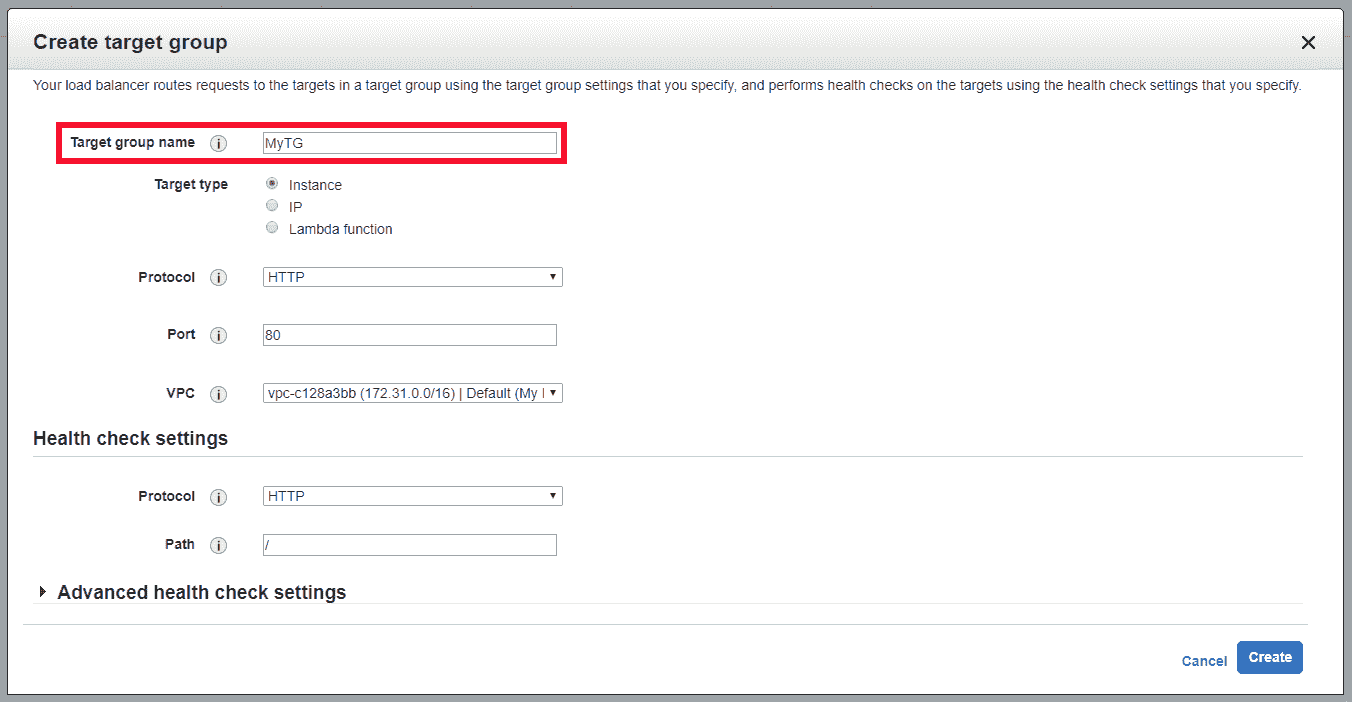 Create target group
Your load balancer routes requests to the targets in a target group using the target group settings that you specify, and performs health checks on the targets using the health check settings that you specify.
Target group name i MyTG
Target type Instance
IP
Lambda function
Protocol i HTTP
Port i 80
VPC i vpc-c128a3bb (172.31.0.0/16) | Default (My
Health check settings
Protocol i HTTP
Path i /
Advanced health check settings
Cancel Create